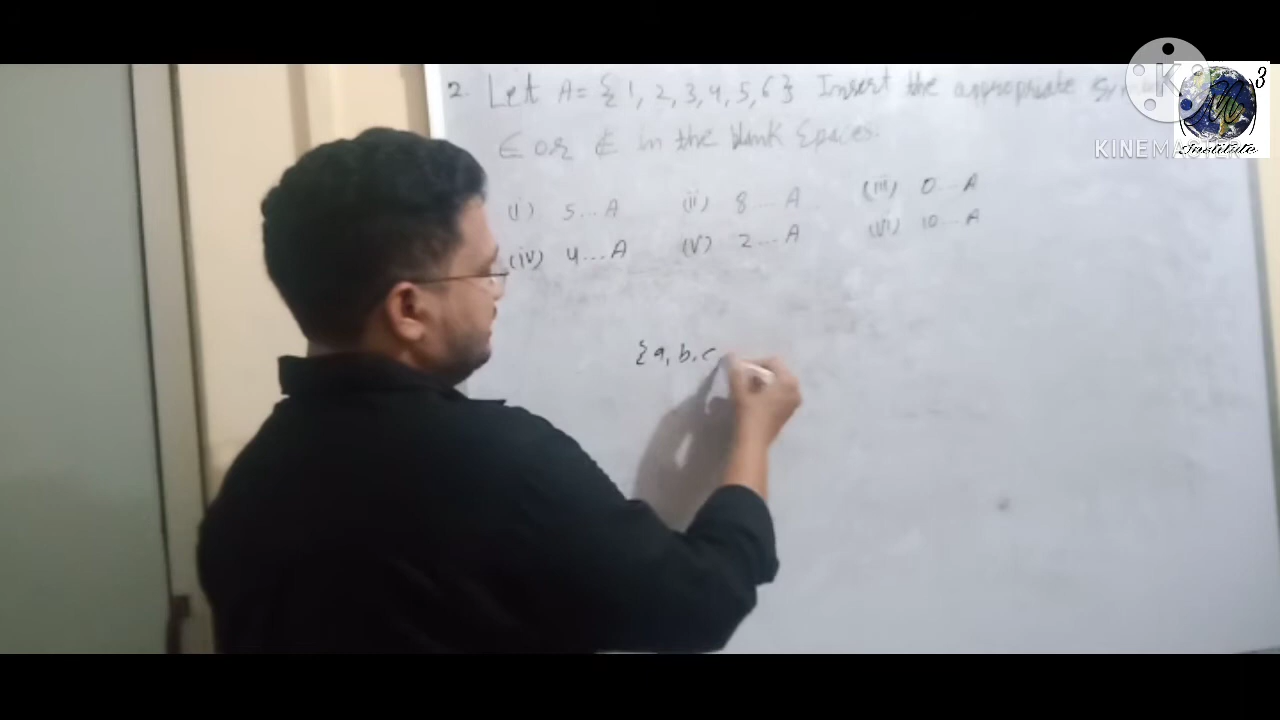 2. Let A = {1, 2, 3, 4, 5, 6} Insert the appropriate
∈ or ∉ in the blank spaces.
(i) 5...A (ii) 8...A (iii) 0...A
(iv) 4...A (v) 2...A (vi) 10...A
{a, b, c
K
KINEMASTER
3
Institute